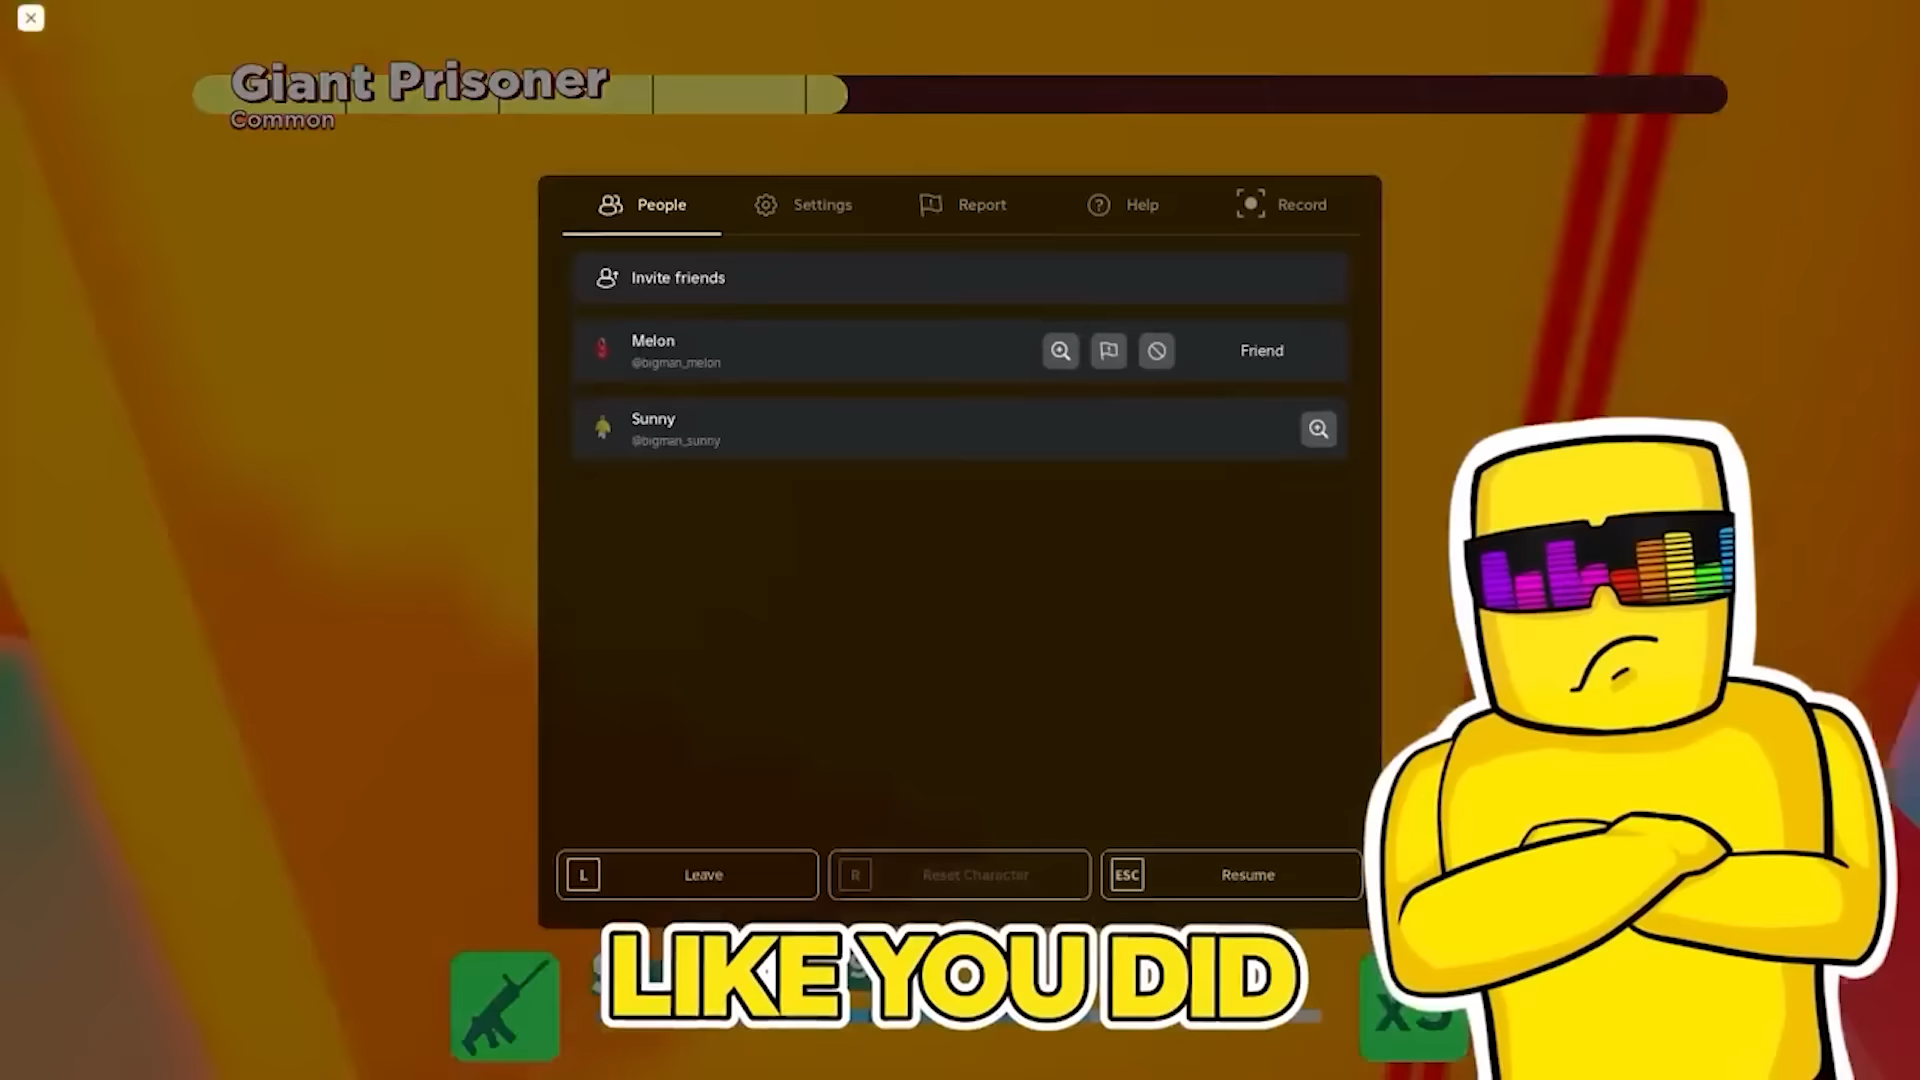 Giant Prisoner
Common
People
Settings
Report
Help
Record
Invite friends
Melon
@bigman_melon
Friend
Sunny
@bigman_sunny
L
Leave
R
Reset Character
ESC
Resume
LIKE YOU DID